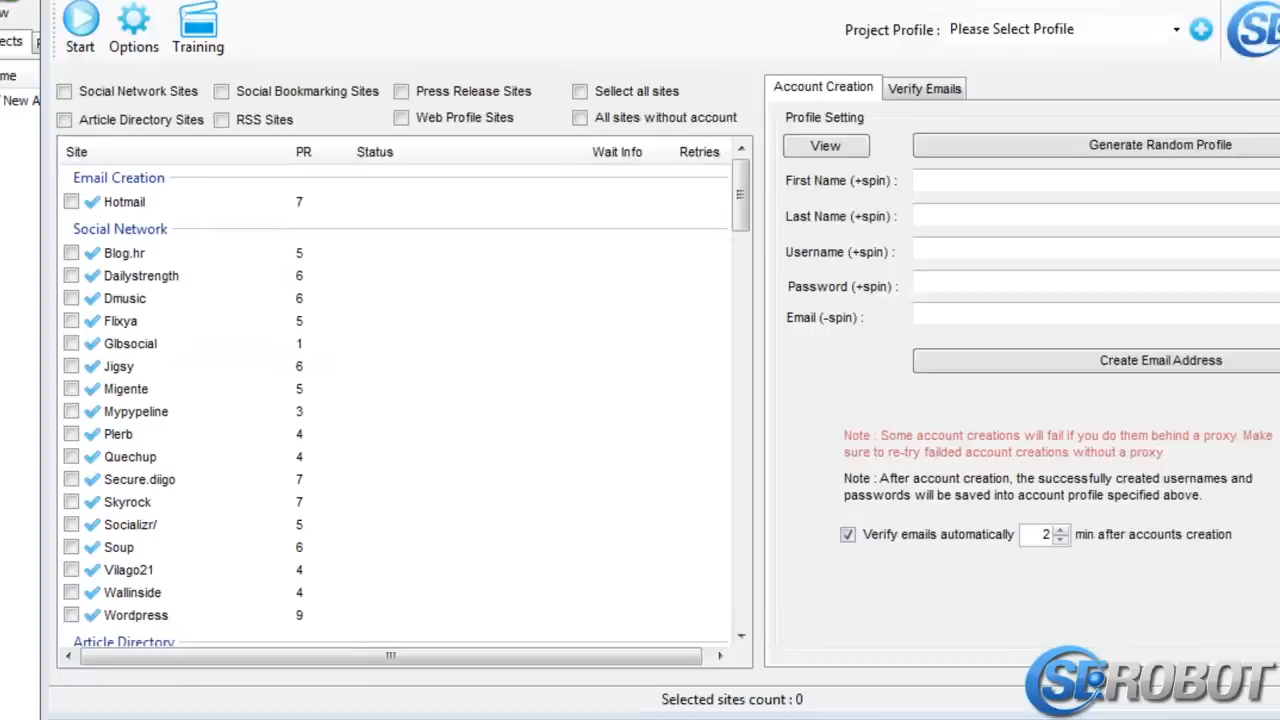 Start Options Training
Project Profile : Please Select Profile
ects
me
New A
Social Network Sites Social Bookmarking Sites Press Release Sites Select all sites
Article Directory Sites RSS Sites Web Profile Sites All sites without account
Site PR Status Wait Info Retries
Email Creation
Hotmail 7
Social Network
Blog.hr 5
Dailystrength 6
Dmusic 6
Flixya 5
Glbsocial 1
Jigsy 6
Migente 5
Mypypeline 3
Plerb 4
Quechup 4
Secure.diigo 7
Skyrock 7
Socializr/ 5
Soup 6
Vilago21 4
Wallinside 4
Wordpress 9
Article Directory
Account Creation Verify Emails
Profile Setting
View Generate Random Profile
First Name (+spin) :
Last Name (+spin) :
Username (+spin) :
Password (+spin) :
Email (-spin) :
Create Email Address
Note : Some account creations will fail if you do them behind a proxy. Make
sure to re-try failded account creations without a proxy
Note : After account creation, the successfully created usernames and
passwords will be saved into account profile specified above.
Verify emails automatically 2 min after accounts creation
Selected sites count : 0
SEROBOT